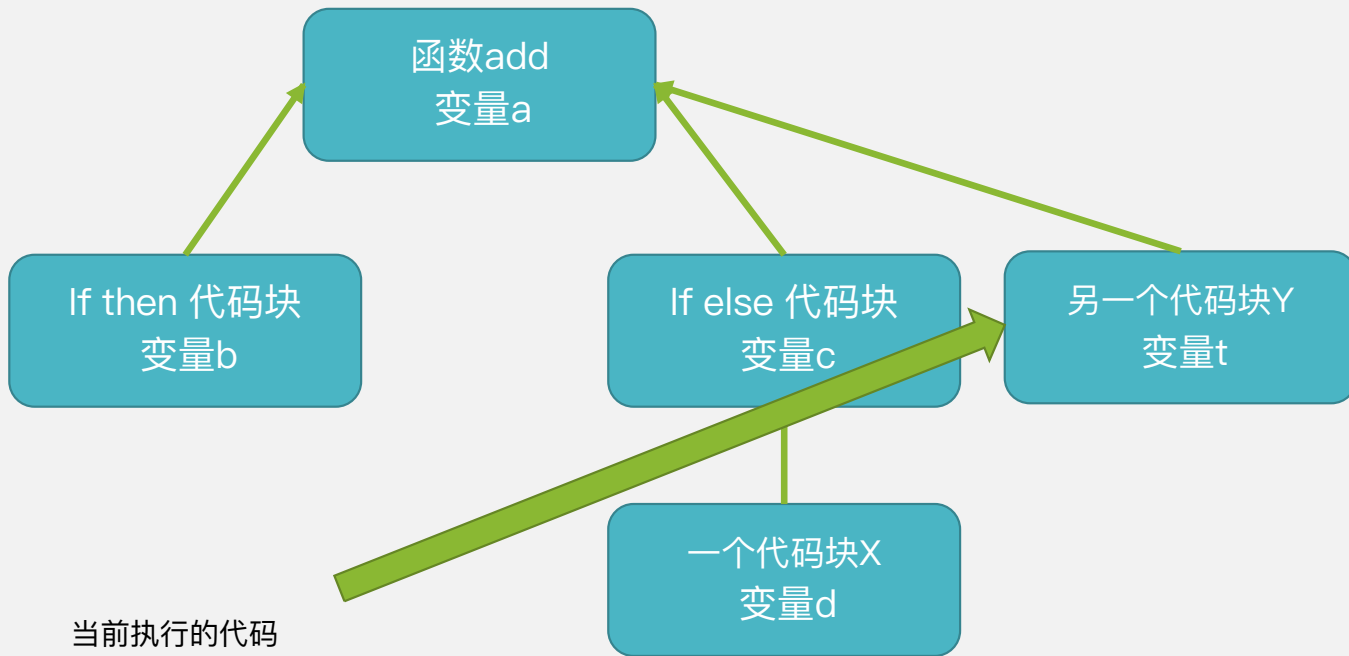 函数add
变量a
If then 代码块
变量b
If else 代码块
变量c
另一个代码块Y
变量t
一个代码块X
变量d
当前执行的代码